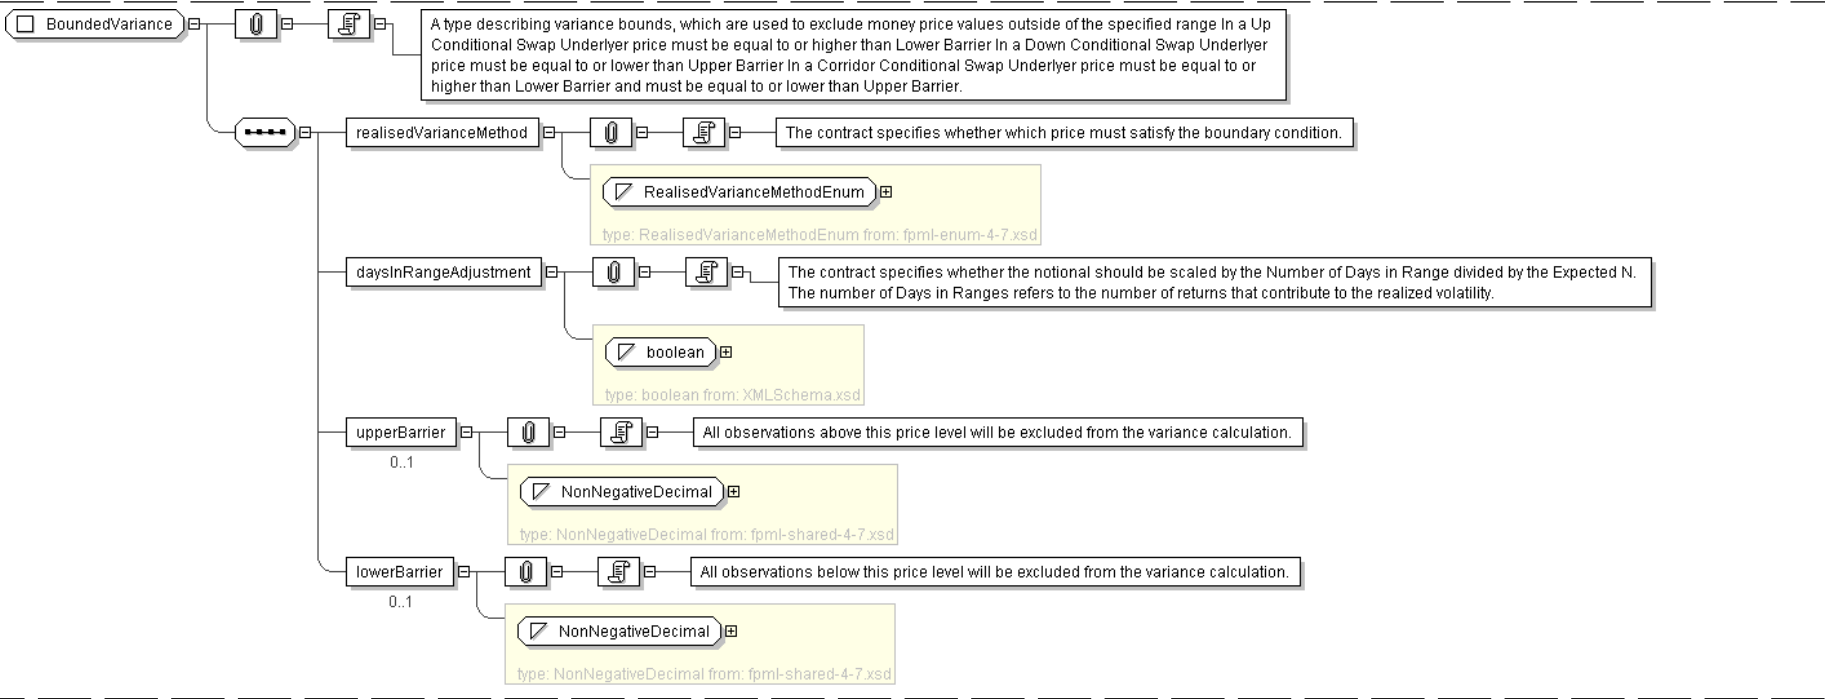 BoundedVariance
A type describing variance bounds, which are used to exclude money price values outside of the specified range In a Up
Conditional Swap Underlyer price must be equal to or higher than Lower Barrier In a Down Conditional Swap Underlyer
price must be equal to or lower than Upper Barrier In a Corridor Conditional Swap Underlyer price must be equal to or
higher than Lower Barrier and must be equal to or lower than Upper Barrier.
realisedVarianceMethod
The contract specifies whether which price must satisfy the boundary condition.
RealisedVarianceMethodEnum
type: RealisedVarianceMethodEnum from: fpml-enum-4-7.xsd
daysInRangeAdjustment
The contract specifies whether the notional should be scaled by the Number of Days in Range divided by the Expected N.
The number of Days in Ranges refers to the number of returns that contribute to the realized volatility.
boolean
type: boolean from: XMLSchema.xsd
upperBarrier
All observations above this price level will be excluded from the variance calculation.
0..1
NonNegativeDecimal
type: NonNegativeDecimal from: fpml-shared-4-7.xsd
lowerBarrier
All observations below this price level will be excluded from the variance calculation.
0..1
NonNegativeDecimal
type: NonNegativeDecimal from: fpml-shared-4-7.xsd